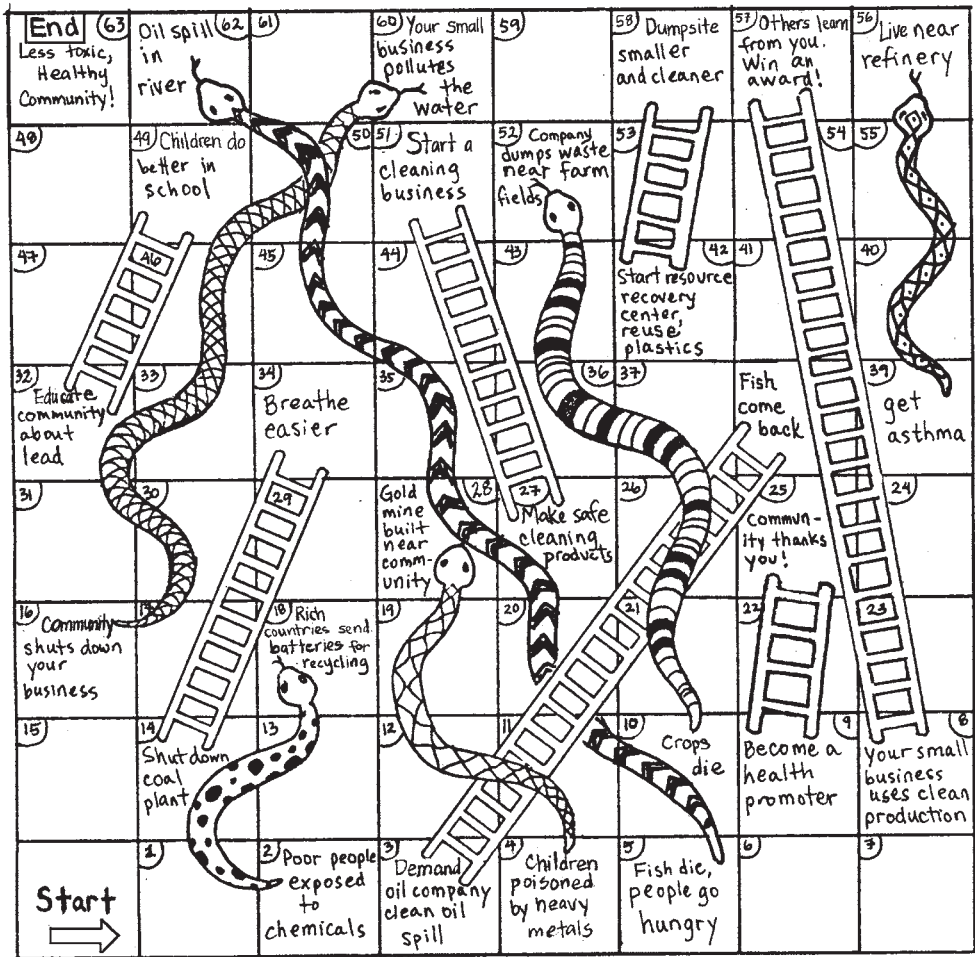 End 63
Less toxic,
Healthy
Community!
62
Oil spill
in
river
61
60
Your small
business
pollutes
the
water
59
58
Dumpsite
smaller
and cleaner
57
Others learn
from you.
Win an
award!
56
Live near
refinery
48
49
Children do
better in
school
50
51
Start a
cleaning
business
52
Company
dumps waste
near farm
fields
53
54
55
47
46
45
44
43
42
Start resource
recovery
center,
reuse
plastics
41
40
32
Educate
community
about
lead
33
34
Breathe
easier
35
36
37
Fish
come
back
39
get
asthma
31
30
29
28
Gold
mine
built
near
comm-
unity
27
Make safe
cleaning
products
26
25
Commun-
ity thanks
you!
24
16
Community
shuts down
your
business
17
18
Rich
countries send
batteries for
recycling
19
20
21
22
23
15
14
Shut down
coal
plant
13
12
11
10
Crops
die
9
Become a
health
promoter
8
your small
business
uses clean
production
Start
1
2
Poor people
exposed
to
chemicals
3
Demand
oil company
clean oil
spill
4
Children
poisoned
by heavy
metals
5
Fish die,
people go
hungry
6
7